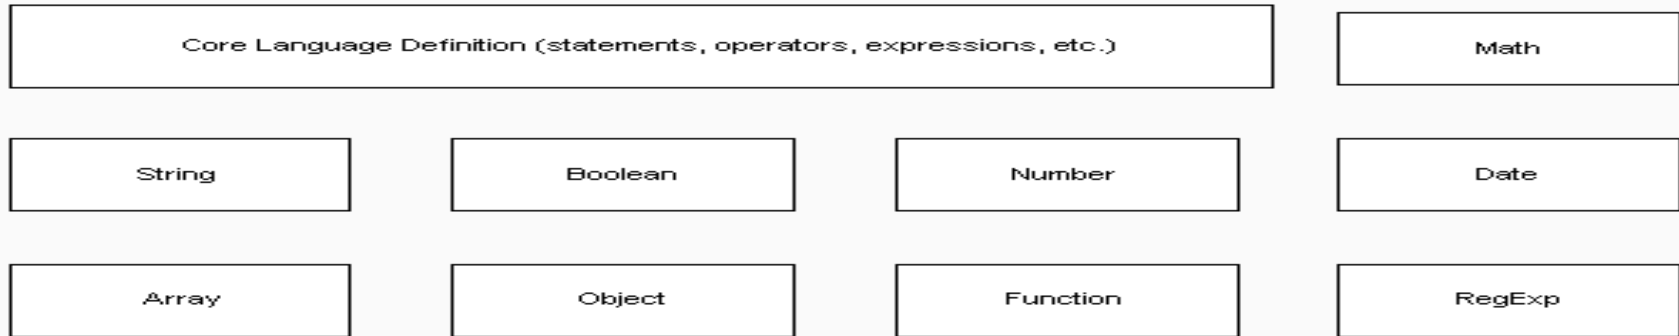 Core Language Definition (statements, operators, expressions, etc.)
Math
String
Boolean
Number
Date
Array
Object
Function
RegExp